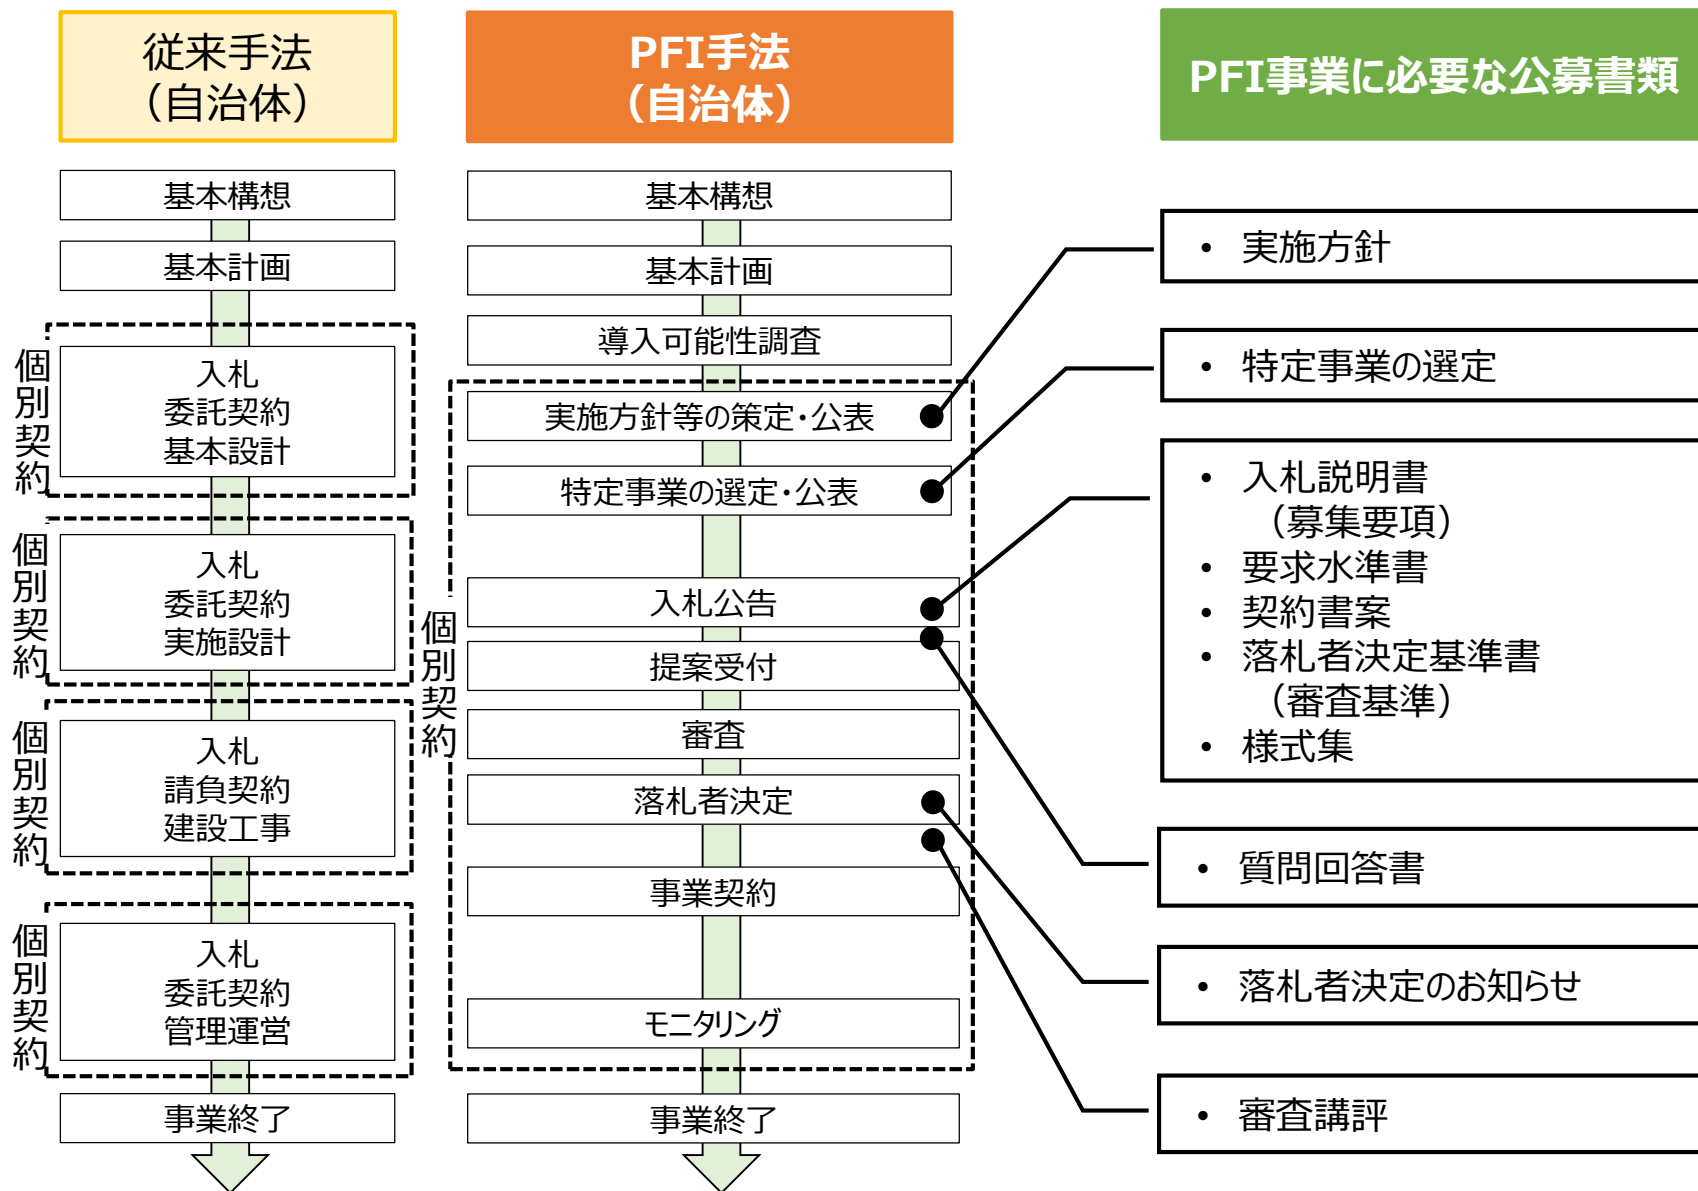 従来手法
（自治体）
基本構想
基本計画
個別契約
入札
委託契約
基本設計
個別契約
入札
委託契約
実施設計
個別契約
入札
請負契約
建設工事
個別契約
入札
委託契約
管理運営
事業終了
PFI手法
（自治体）
基本構想
基本計画
導入可能性調査
個別契約
実施方針等の策定・公表
特定事業の選定・公表
入札公告
提案受付
審査
落札者決定
事業契約
モニタリング
事業終了
PFI事業に必要な公募書類
• 実施方針
• 特定事業の選定
• 入札説明書
（募集要項）
• 要求水準書
• 契約書案
• 落札者決定基準書
（審査基準）
• 様式集
• 質問回答書
• 落札者決定のお知らせ
• 審査講評